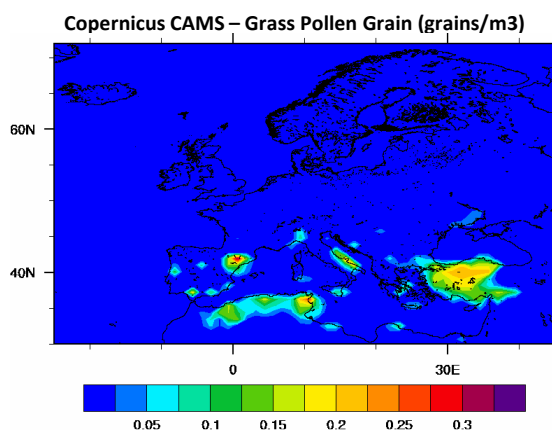 Copernicus CAMS – Grass Pollen Grain (grains/m3)
60N
40N
0 30E
0.05 0.1 0.15 0.2 0.25 0.3